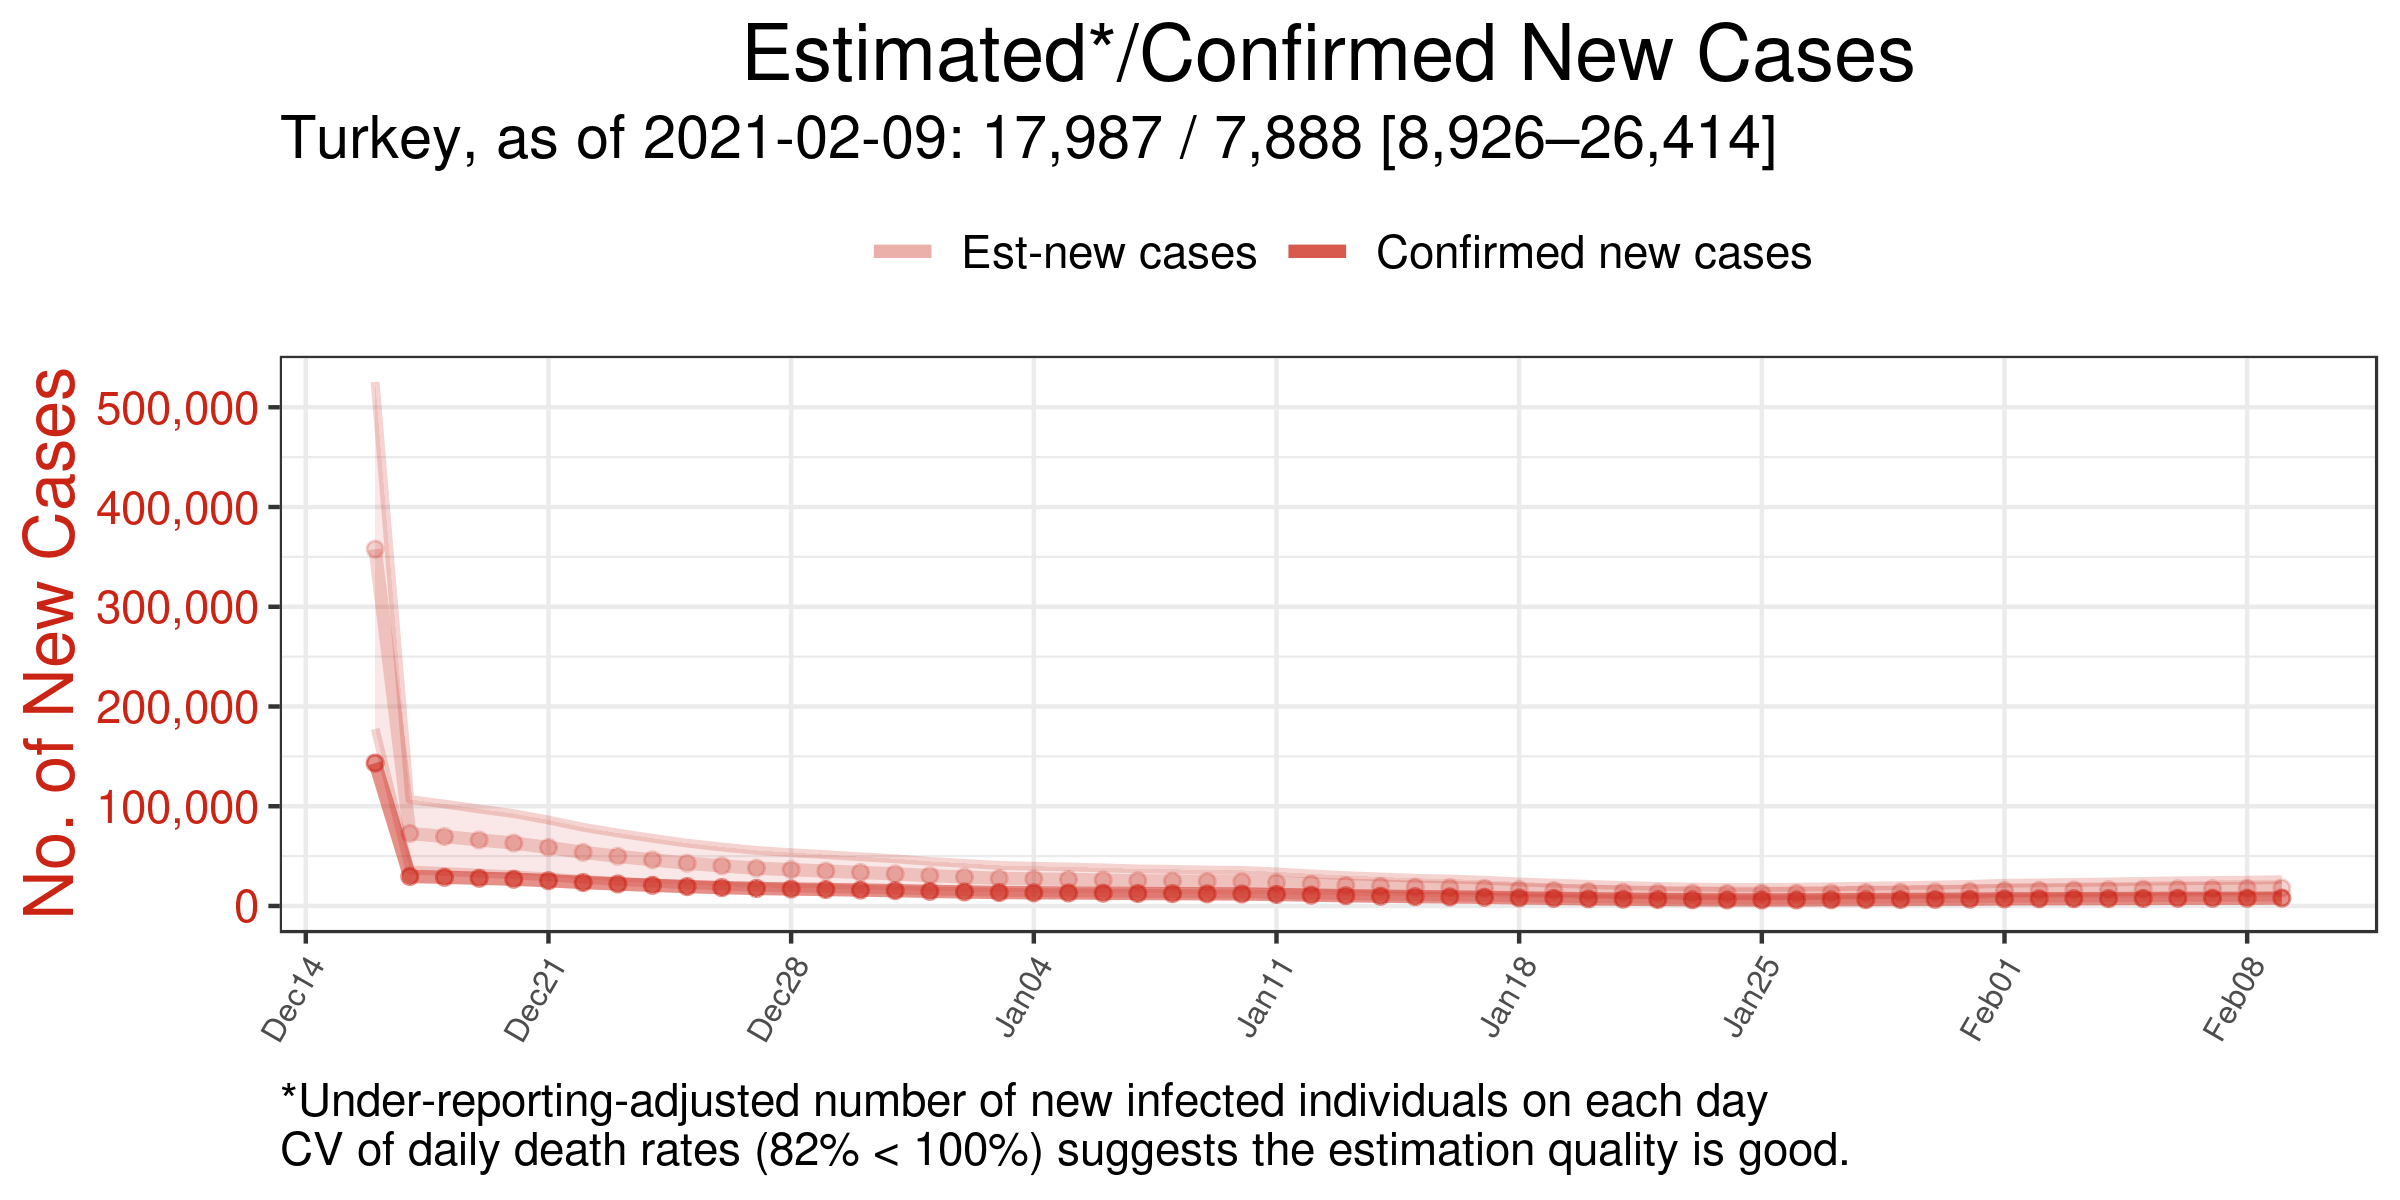 Estimated*/Confirmed New Cases
Turkey, as of 2021-02-09: 17,987 / 7,888 [8,926–26,414]
Est-new cases
Confirmed new cases
No. of New Cases
500,000
400,000
300,000
200,000
100,000
0
Dec14
Dec21
Dec28
Jan04
Jan11
Jan18
Jan25
Feb01
Feb08
*Under-reporting-adjusted number of new infected individuals on each day
CV of daily death rates (82% < 100%) suggests the estimation quality is good.